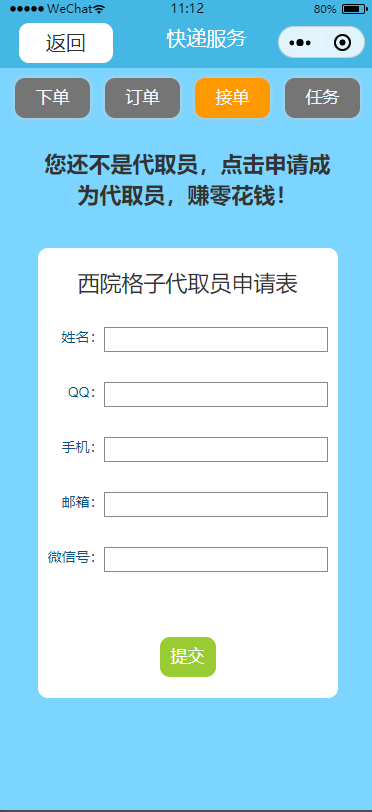 WeChat 11:12 80%
返回 快递服务
下单 订单 接单 任务
您还不是代取员，点击申请成
为代取员，赚零花钱！
西院格子代取员申请表
姓名：
QQ：
手机：
邮箱：
微信号：
提交